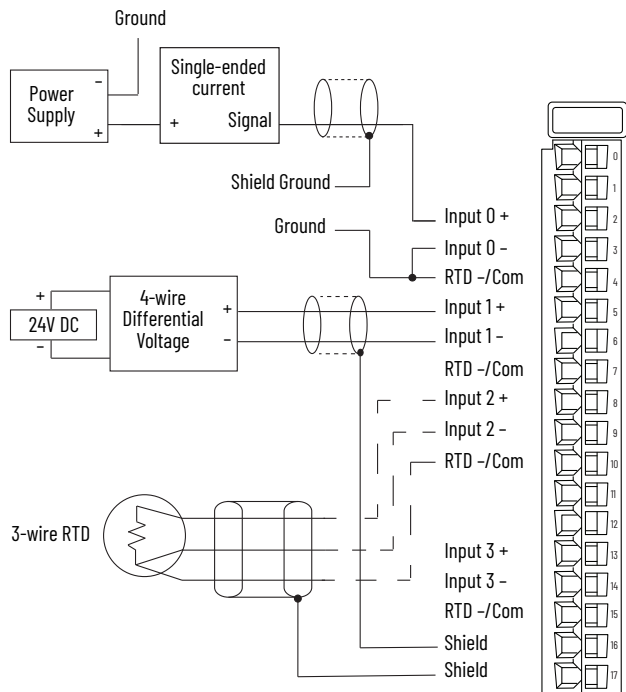 Ground
Power
Supply
-
+
Single-ended
current
+ Signal
Shield Ground
Ground
Input 0 +
Input 0 –
RTD –/Com
24V DC
+
–
4-wire
Differential
Voltage
+
-
Input 1 +
Input 1 –
RTD –/Com
Input 2 +
Input 2 –
RTD –/Com
3-wire RTD
Input 3 +
Input 3 –
RTD –/Com
Shield
Shield
0
1
2
3
4
5
6
7
8
9
10
11
12
13
14
15
16
17